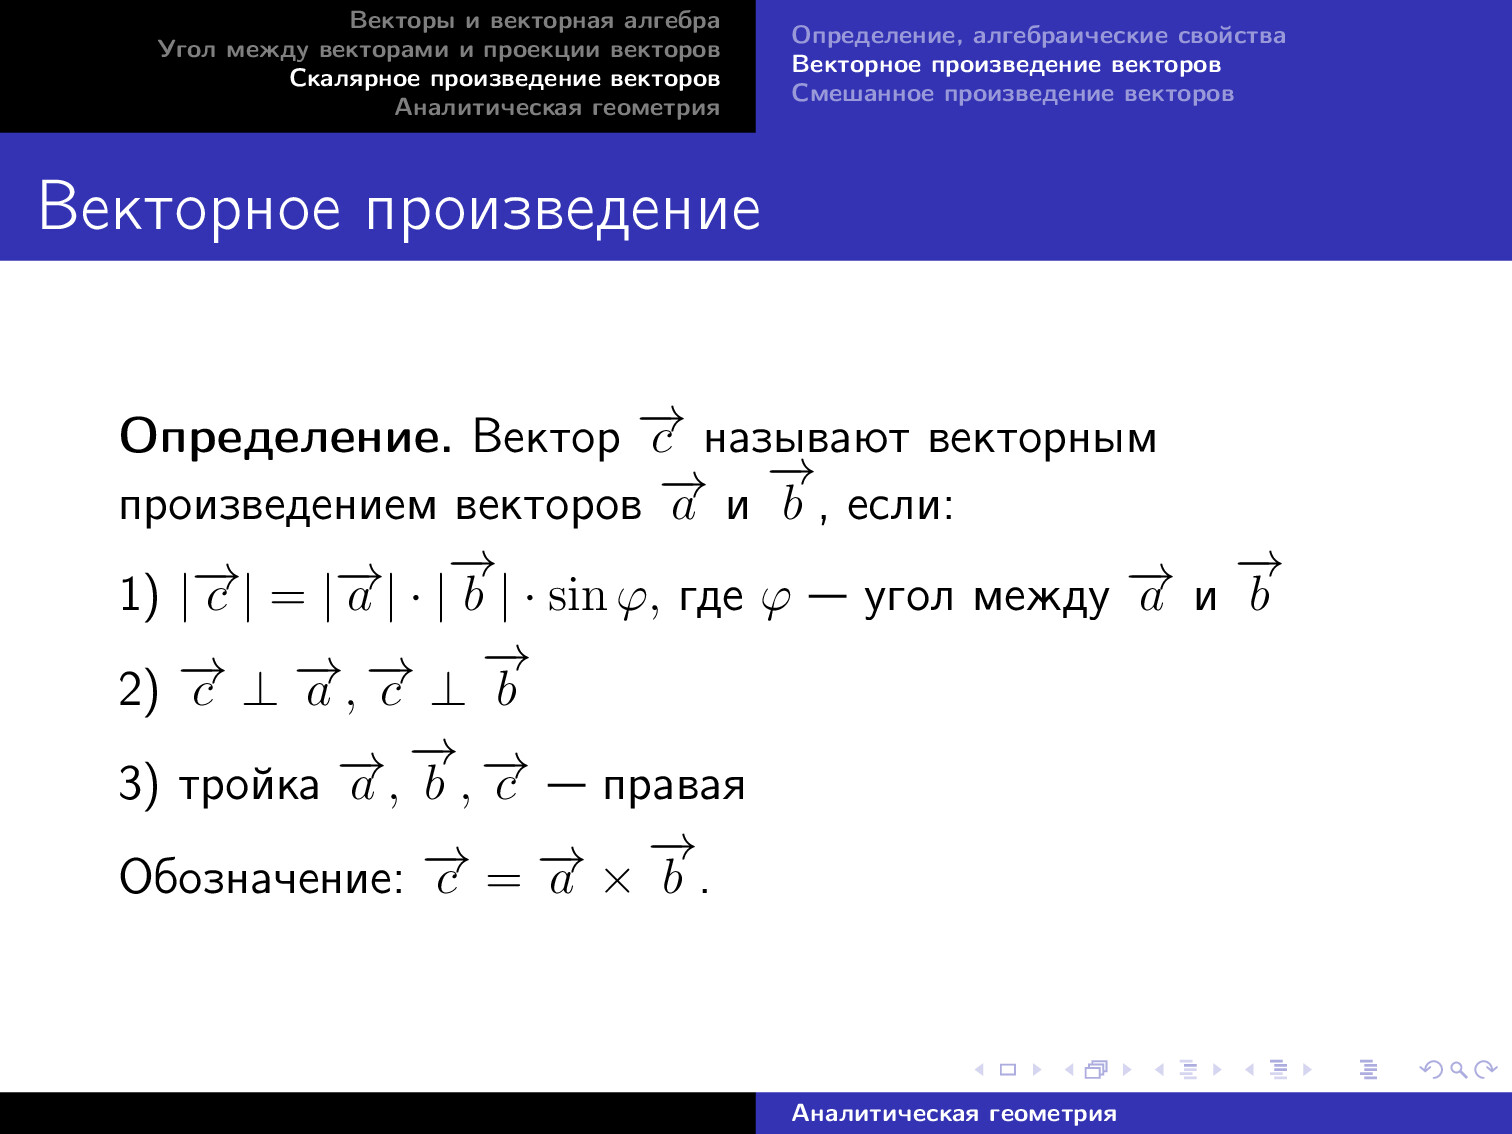 Векторы и векторная алгебра
Угол между векторами и проекции векторов
Скалярное произведение векторов
Аналитическая геометрия
Определение, алгебраические свойства
Векторное произведение векторов
Смешанное произведение векторов
Векторное произведение
Определение. Вектор $\overrightarrow{c}$ называют векторным
произведением векторов $\overrightarrow{a}$ и $\overrightarrow{b}$, если:
1) $|\overrightarrow{c}| = |\overrightarrow{a}| \cdot |\overrightarrow{b}| \cdot \sin \varphi$, где $\varphi$ — угол между $\overrightarrow{a}$ и $\overrightarrow{b}$
2) $\overrightarrow{c} \perp \overrightarrow{a}, \overrightarrow{c} \perp \overrightarrow{b}$
3) тройка $\overrightarrow{a}, \overrightarrow{b}, \overrightarrow{c}$ — правая
Обозначение: $\overrightarrow{c} = \overrightarrow{a} \times \overrightarrow{b}$.
Аналитическая геометрия